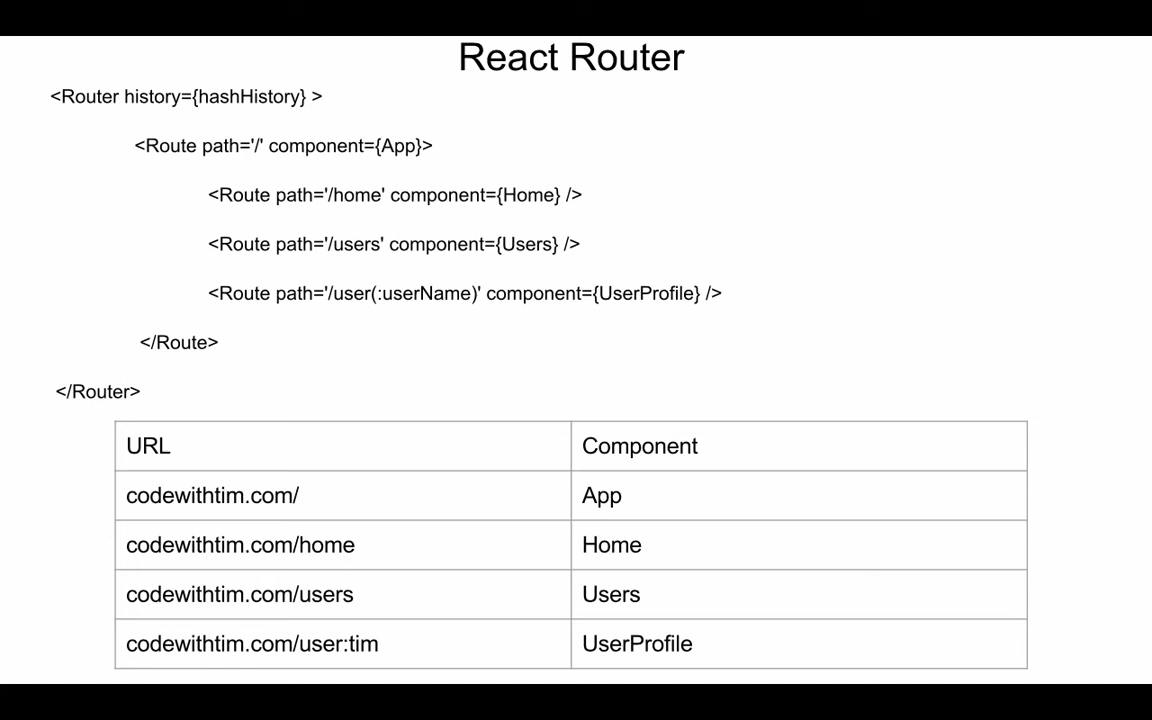 React Router
<Router history={hashHistory} >
<Route path='/' component={App}>
<Route path='/home' component={Home} />
<Route path='/users' component={Users} />
<Route path='/user(:userName)' component={UserProfile} />
</Route>
</Router>
URL Component
codewithtim.com/ App
codewithtim.com/home Home
codewithtim.com/users Users
codewithtim.com/user:tim UserProfile